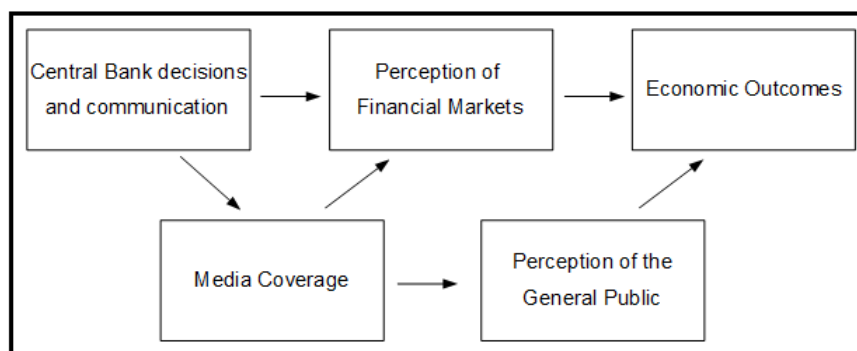 Central Bank decisions
and communication
Perception of
Financial Markets
Economic Outcomes
Media Coverage
Perception of the
General Public